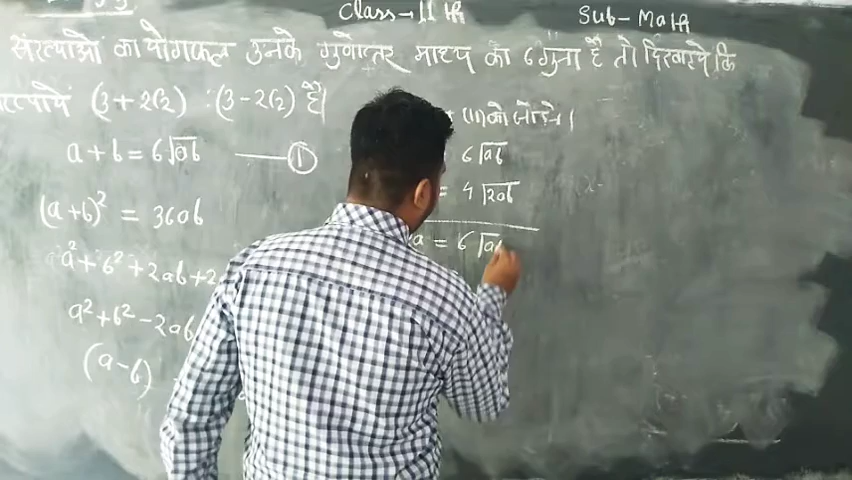 Class-11th Sub-Math
संख्याओं का योगफल उनके गुणोत्तर माध्य का 6 गुना है तो दिखाइये कि
(3+2√2) : (3-2√2) है।
a+b = 6√ab —— ①
(a+b)² = 36ab
a²+b²+2ab+2
a²+b²-2ab
(a-b)
को जोड़ने।
6√ab
= 4√2ab
a = 6√ab